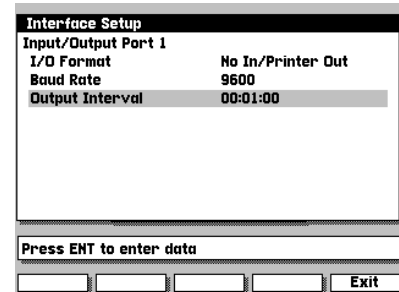 Interface Setup
Input/Output Port 1
I/O Format No In/Printer Out
Baud Rate 9600
Output Interval 00:01:00
Press ENT to enter data
Exit